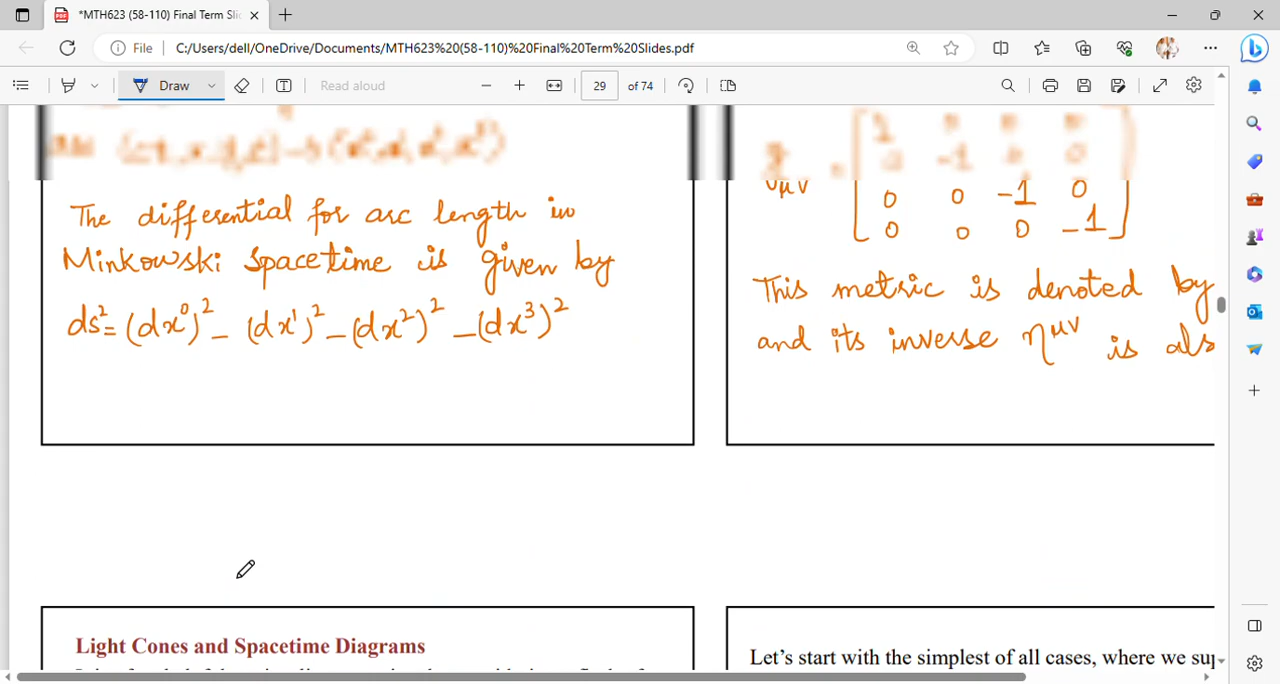 *MTH623 (58-110) Final Term Slid
File
C:/Users/dell/OneDrive/Documents/MTH623%20(58-110)%20Final%20Term%20Slides.pdf
Draw
Read aloud
29 of 74
The differential for arc length in
Minkowski spacetime is given by
ds² = (dx⁰)² - (dx¹)² - (dx²)² - (dx³)²
0 0 -1 0
0 0 0 -1
This metric is denoted by
and its inverse η^μν is als
Light Cones and Spacetime Diagrams
Let's start with the simplest of all cases, where we sup